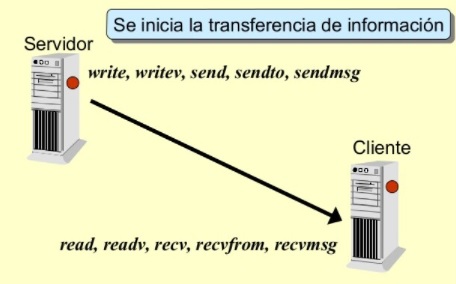 Se inicia la transferencia de información
Servidor
write, writev, send, sendto, sendmsg
Cliente
read, readv, recv, recvfrom, recvmsg